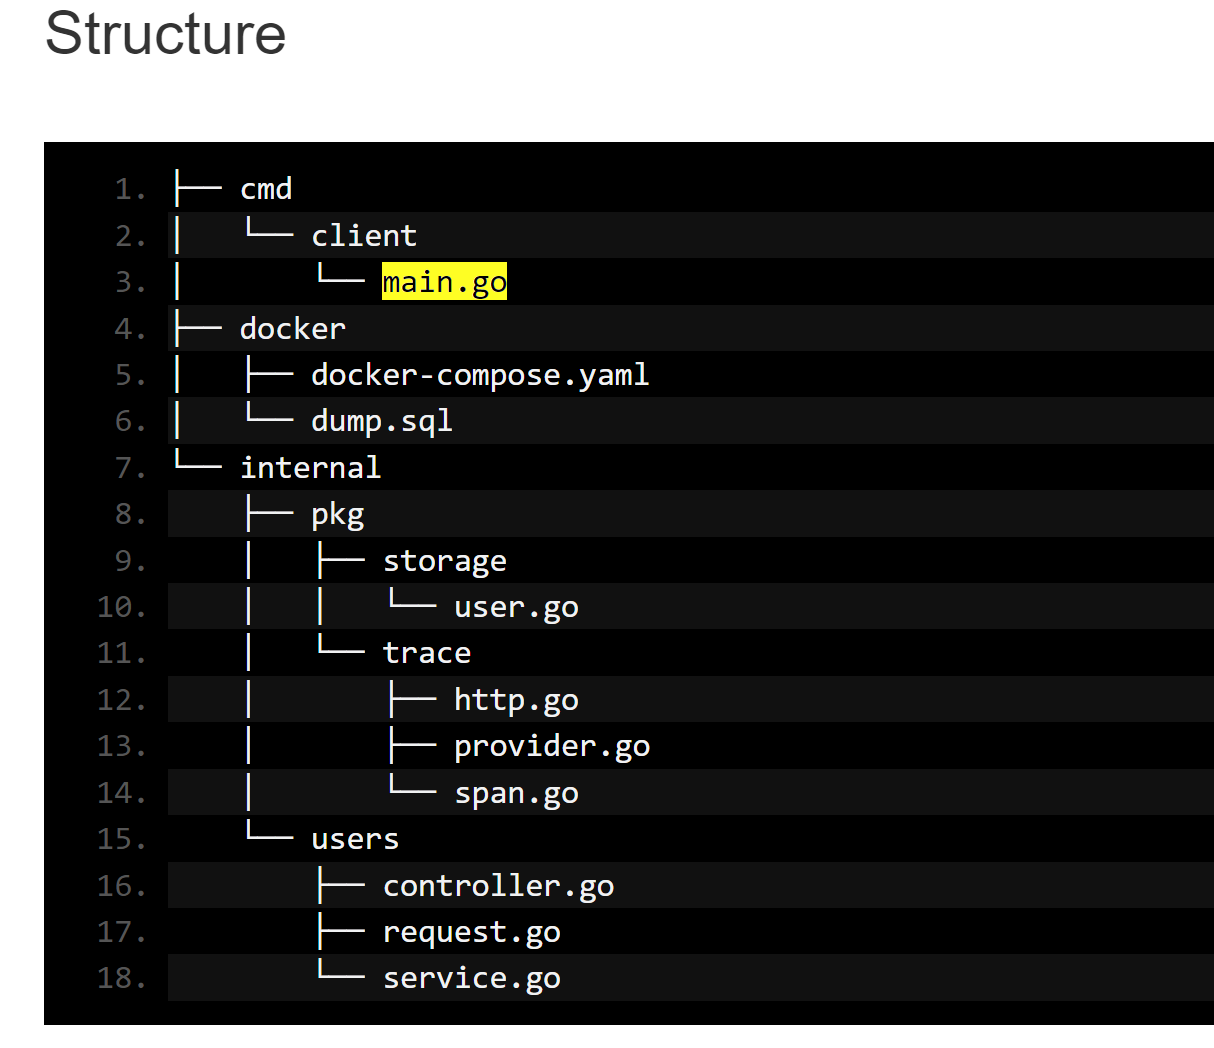 Structure
1. ├── cmd
2. │   └── client
3. │       └── main.go
4. ├── docker
5. │   ├── docker-compose.yaml
6. │   └── dump.sql
7. └── internal
8.     ├── pkg
9.     │   ├── storage
10.     │   │   └── user.go
11.     │   └── trace
12.     │       ├── http.go
13.     │       ├── provider.go
14.     │       └── span.go
15.     └── users
16.         ├── controller.go
17.         ├── request.go
18.         └── service.go